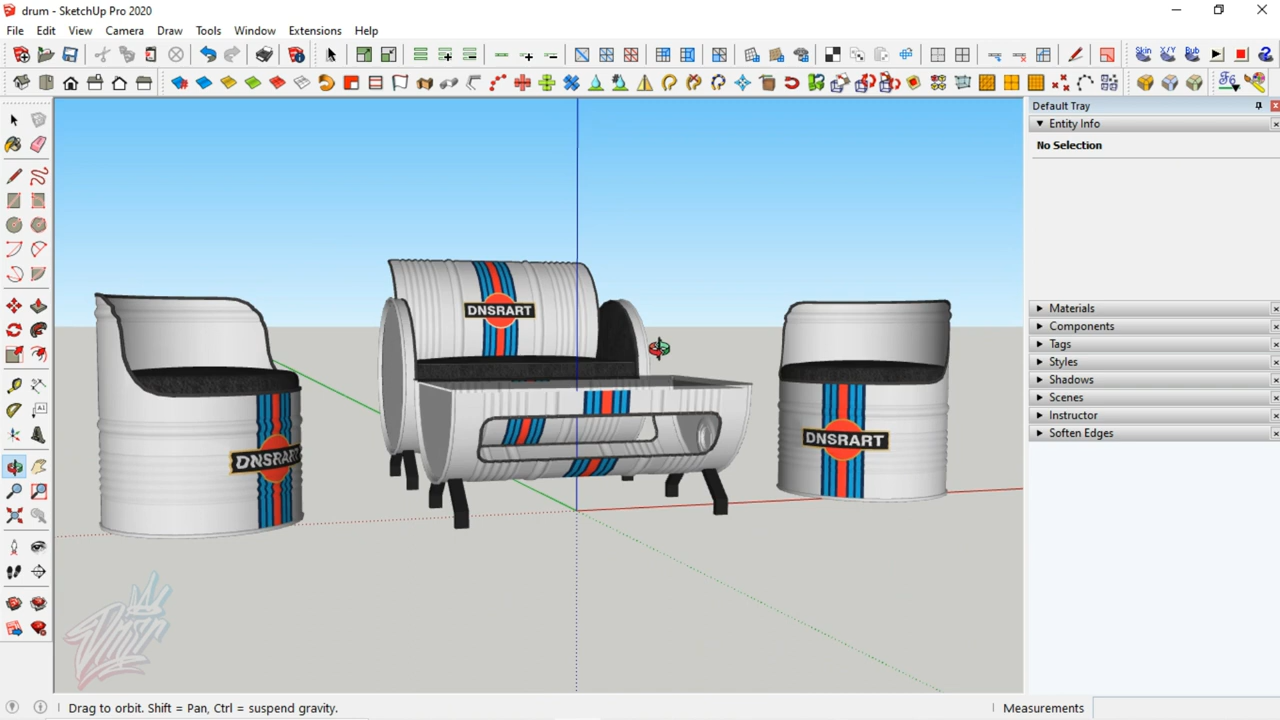 drum - SketchUp Pro 2020
File Edit View Camera Draw Tools Window Extensions Help
Skin X/Y Bub
Default Tray
Entity Info
No Selection
Materials
Components
Tags
Styles
Shadows
Scenes
Instructor
Soften Edges
DNSRART
DNSRART
DNSRART
Drag to orbit. Shift = Pan, Ctrl = suspend gravity.
Measurements